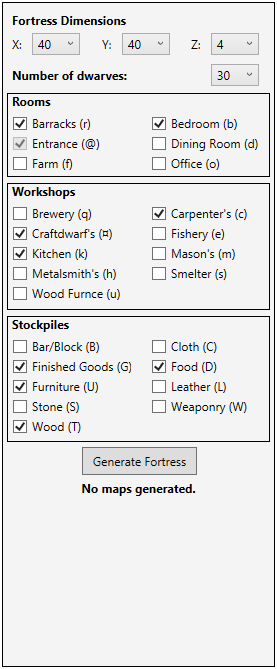 Fortress Dimensions
X: 40 Y: 40 Z: 4
Number of dwarves: 30
Rooms
Barracks (r) Bedroom (b)
Entrance (@) Dining Room (d)
Farm (f) Office (o)
Workshops
Brewery (q) Carpenter's (c)
Craftdwarf's (¤) Fishery (e)
Kitchen (k) Mason's (m)
Metalsmith's (h) Smelter (s)
Wood Furnce (u)
Stockpiles
Bar/Block (B) Cloth (C)
Finished Goods (G) Food (D)
Furniture (U) Leather (L)
Stone (S) Weaponry (W)
Wood (T)
Generate Fortress
No maps generated.